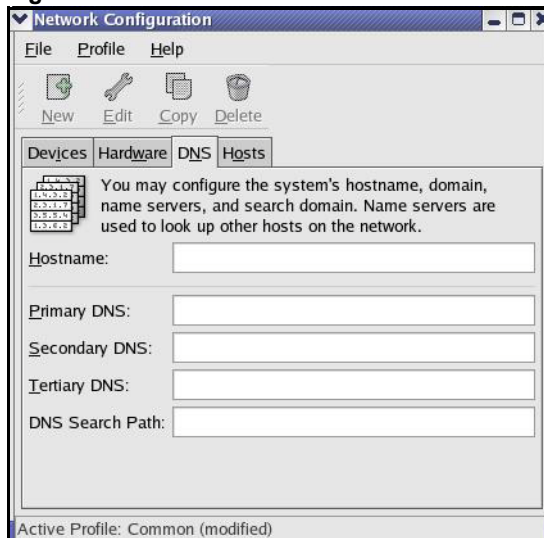 Network Configuration
File Profile Help
New Edit Copy Delete
Devices Hardware DNS Hosts
You may configure the system's hostname, domain,
name servers, and search domain. Name servers are
used to look up other hosts on the network.
Hostname:
Primary DNS:
Secondary DNS:
Tertiary DNS:
DNS Search Path:
Active Profile: Common (modified)